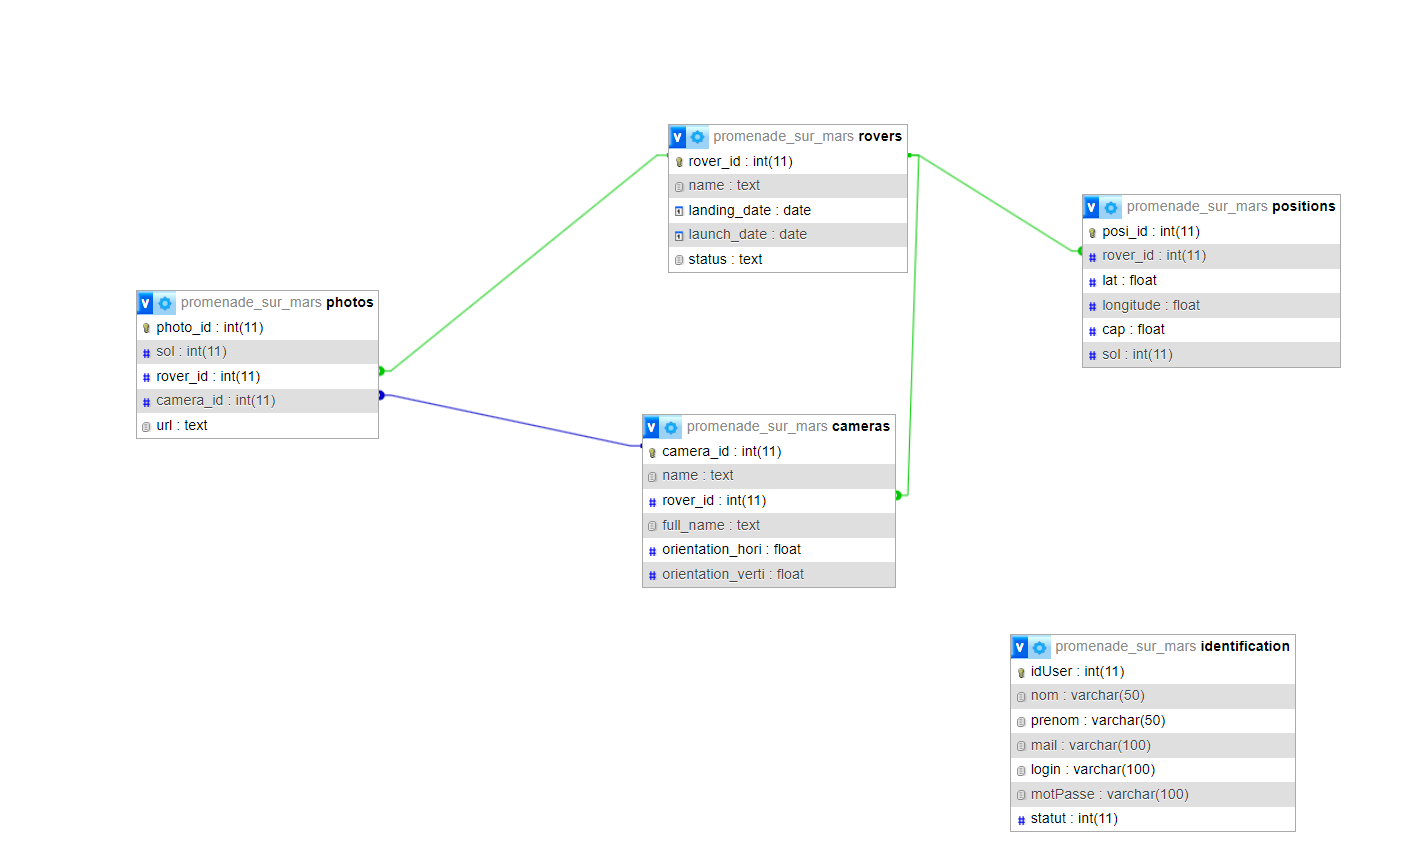 promenade_sur_mars rovers
rover_id : int(11)
name : text
landing_date : date
launch_date : date
status : text
promenade_sur_mars positions
posi_id : int(11)
rover_id : int(11)
lat : float
longitude : float
cap : float
sol : int(11)
promenade_sur_mars photos
photo_id : int(11)
sol : int(11)
rover_id : int(11)
camera_id : int(11)
url : text
promenade_sur_mars cameras
camera_id : int(11)
name : text
rover_id : int(11)
full_name : text
orientation_hori : float
orientation_verti : float
promenade_sur_mars identification
idUser : int(11)
nom : varchar(50)
prenom : varchar(50)
mail : varchar(100)
login : varchar(100)
motPasse : varchar(100)
statut : int(11)